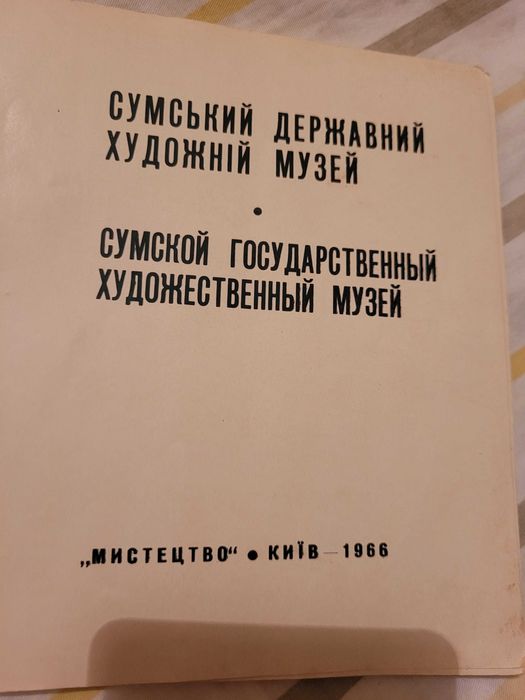 СУМСЬКИЙ ДЕРЖАВНИЙ
ХУДОЖНІЙ МУЗЕЙ
•
СУМСКОЙ ГОСУДАРСТВЕННЫЙ
ХУДОЖЕСТВЕННЫЙ МУЗЕЙ
„МИСТЕЦТВО“ • КИЇВ — 1966